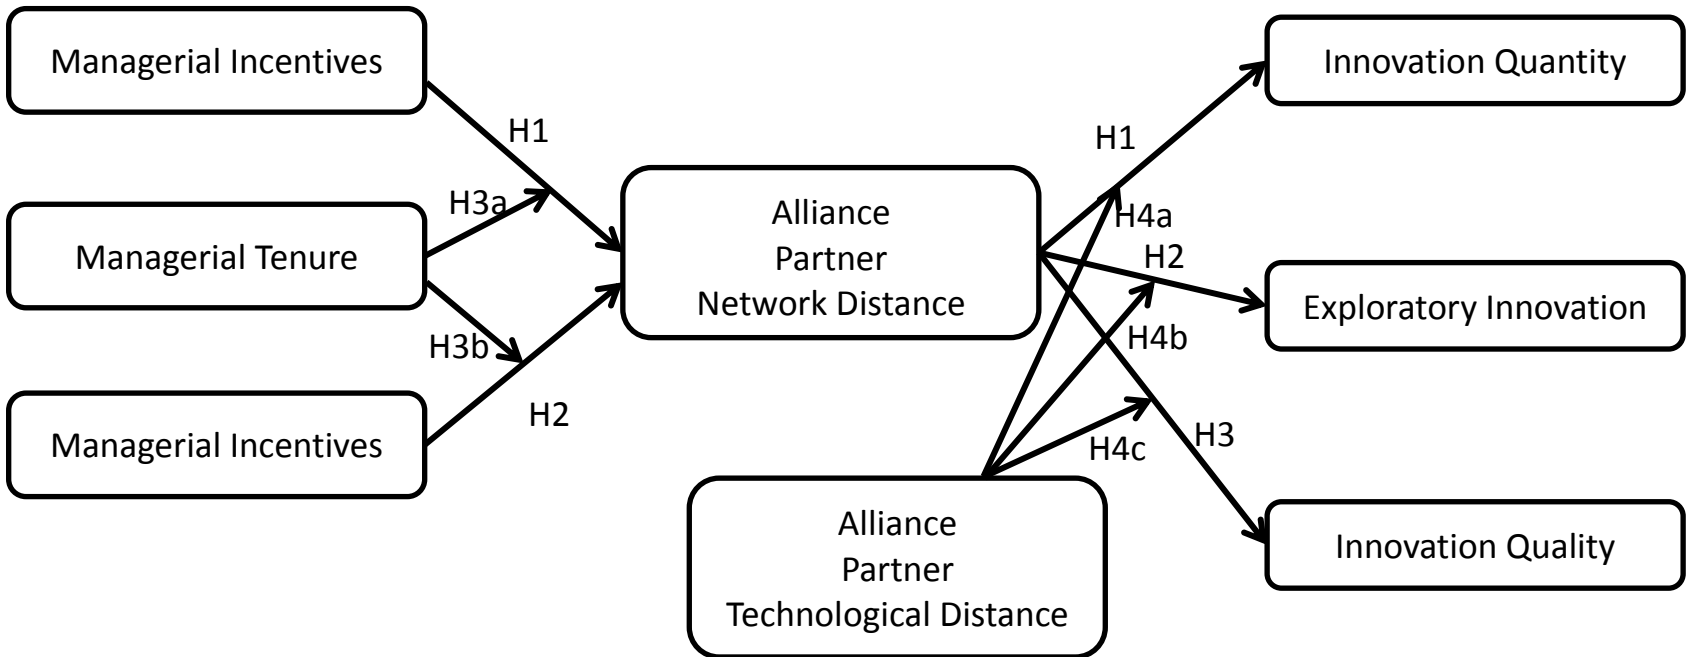 Managerial Incentives
H1
H3a
Managerial Tenure
H3b
H2
Managerial Incentives
Alliance
Partner
Network Distance
H1
H4a
H2
H4b
H4c
H3
Alliance
Partner
Technological Distance
Innovation Quantity
Exploratory Innovation
Innovation Quality